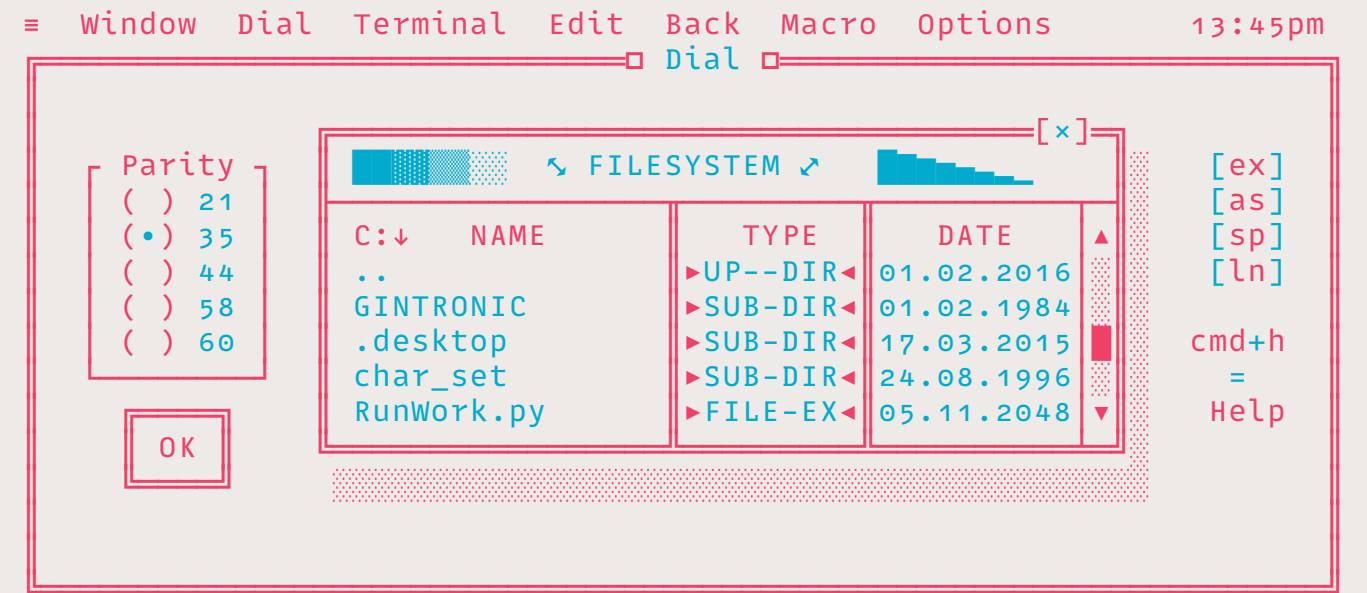 ≡ Window Dial Terminal Edit Back Macro Options 13:45pm
Dial
[×]
Parity
( ) 21
(•) 35
( ) 44
( ) 58
( ) 60
OK
⤡ FILESYSTEM ⤢
C:↓ NAME TYPE DATE ▲
.. ►UP--DIR◄ 01.02.2016
GINTRONIC ►SUB-DIR◄ 01.02.1984
.desktop ►SUB-DIR◄ 17.03.2015
char_set ►SUB-DIR◄ 24.08.1996
RunWork.py ►FILE-EX◄ 05.11.2048 ▼
[ex]
[as]
[sp]
[ln]
cmd+h
=
Help